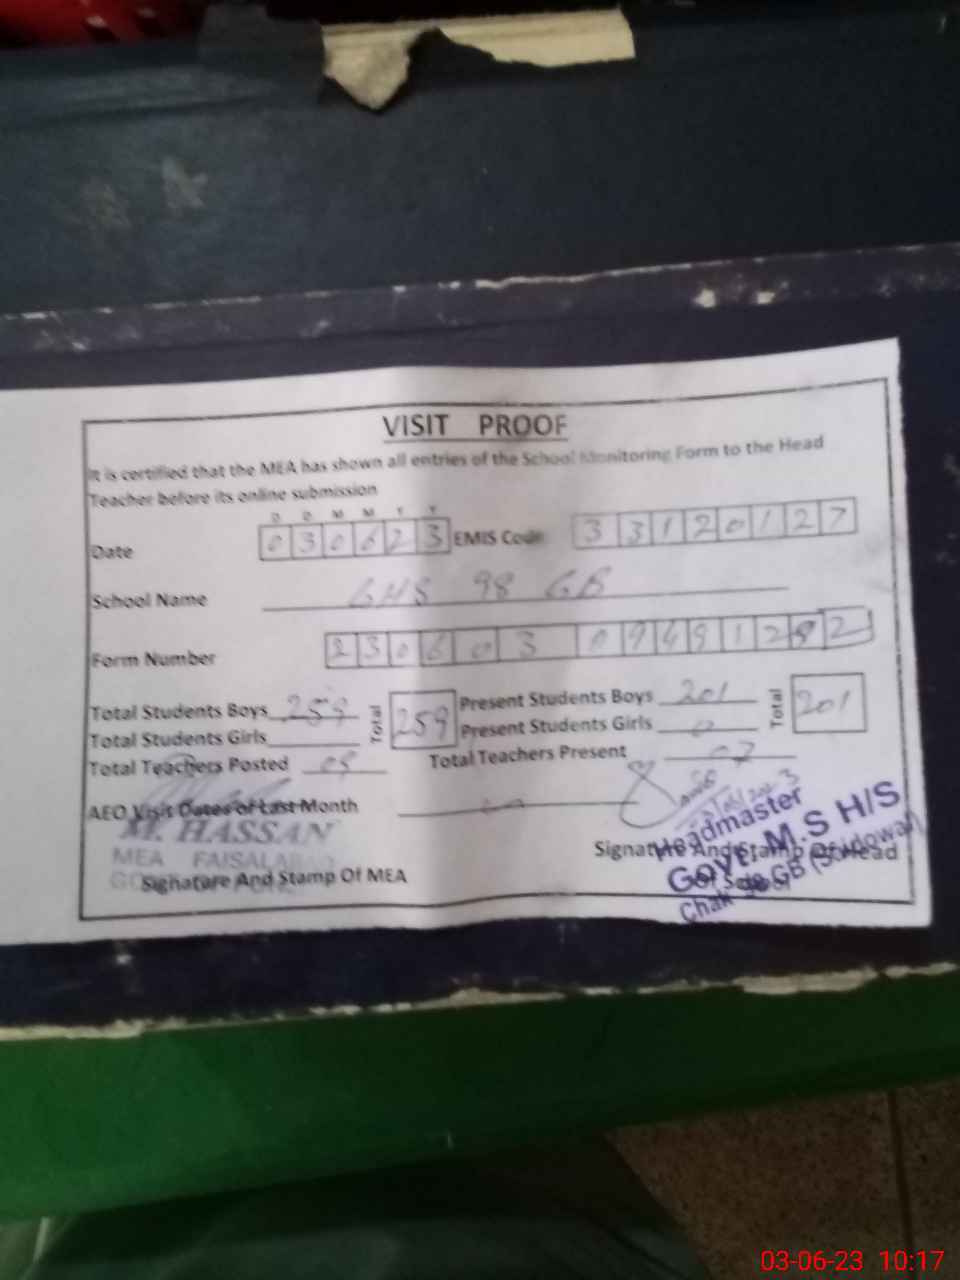 VISIT PROOF
It is certified that the MEA has shown all entries of the School Monitoring Form to the Head
Teacher before its online submission
D D M M Y Y
Date 0 3 0 6 2 3 EMIS Code 3 3 1 2 0 1 2 7
School Name GHS 98 GB
Form Number 2 3 0 6 0 3 0 9 4 9 1 2 8 2
Total Students Boys 259 Total 259 Present Students Boys 201 Total 201
Total Students Girls Present Students Girls 0
Total Teachers Posted 09 Total Teachers Present 07
AEO Visit Dates of Last Month
M. HASSAN
MEA FAISALABAD
Signature And Stamp Of MEA
Signature And Stamp Of Head
Headmaster
Govt. M.S H/S
Chak 98 GB
03-06-23 10:17